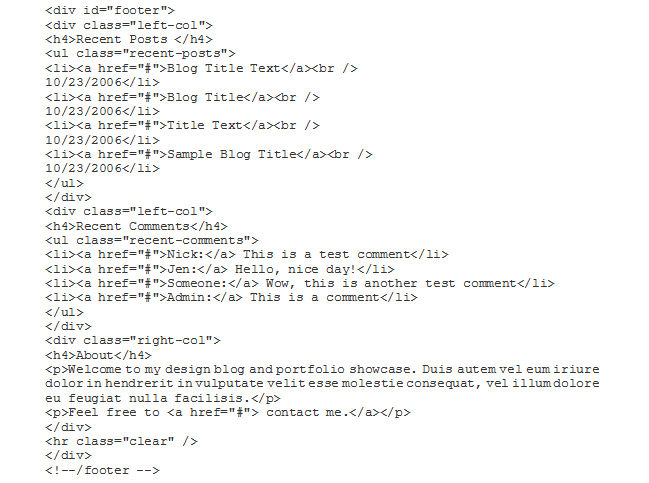 <div id="footer">
<div class="left-col">
<h4>Recent Posts </h4>
<ul class="recent-posts">
<li><a href="#">Blog Title Text</a><br />
10/23/2006</li>
<li><a href="#">Blog Title</a><br />
10/23/2006</li>
<li><a href="#">Title Text</a><br />
10/23/2006</li>
<li><a href="#">Sample Blog Title</a><br />
10/23/2006</li>
</ul>
</div>
<div class="left-col">
<h4>Recent Comments</h4>
<ul class="recent-comments">
<li><a href="#">Nick:</a> This is a test comment</li>
<li><a href="#">Jen:</a> Hello, nice day!</li>
<li><a href="#">Someone:</a> Wow, this is another test comment</li>
<li><a href="#">Admin:</a> This is a comment</li>
</ul>
</div>
<div class="right-col">
<h4>About</h4>
<p>Welcome to my design blog and portfolio showcase. Duis autem vel eum iriure
dolor in hendrerit in vulputate velit esse molestie consequat, vel illum dolore
eu feugiat nulla facilisis.</p>
<p>Feel free to <a href="#"> contact me.</a></p>
</div>
<hr class="clear" />
</div>
<!--/footer -->